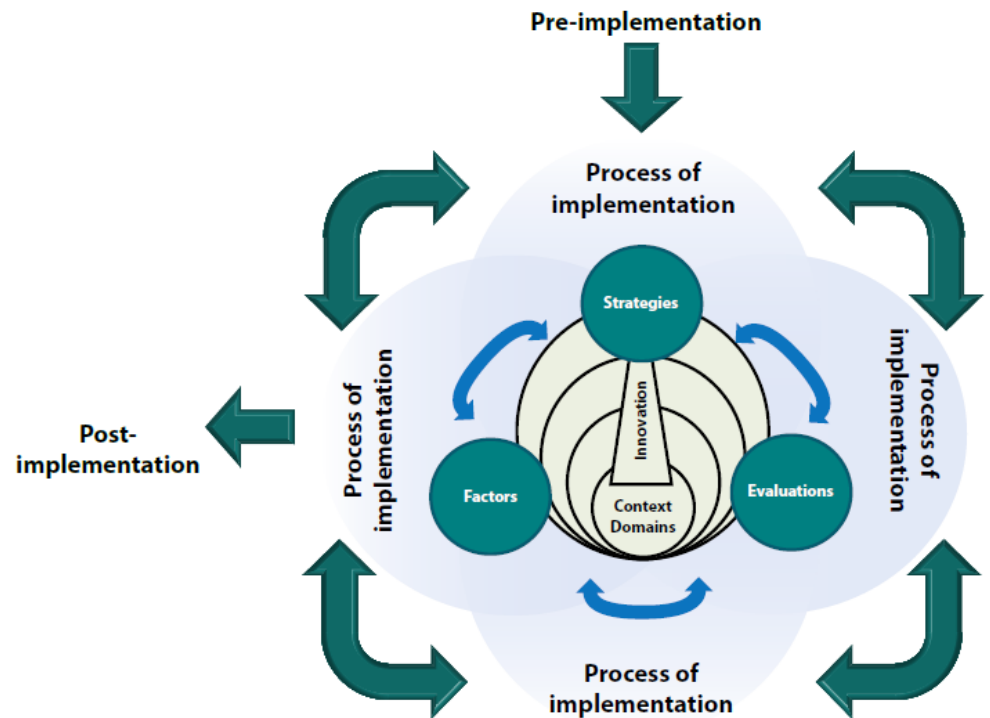 Pre-implementation
Process of
implementation
Strategies
Innovation
Process of
implementation
Process of
implementation
Post-
implementation
Factors
Evaluations
Context
Domains
Process of
implementation